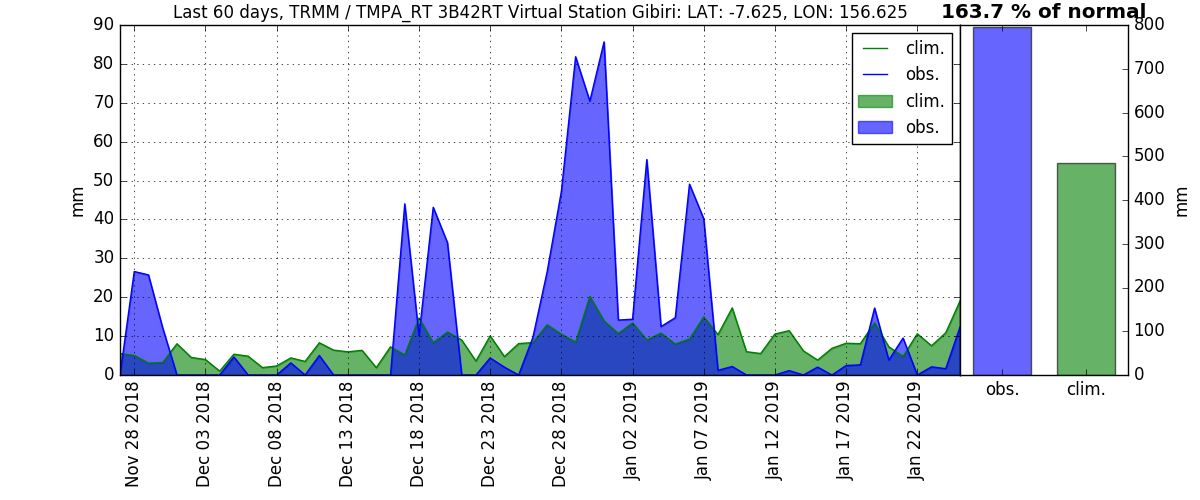 Last 60 days, TRMM / TMPA_RT 3B42RT Virtual Station Gibiri: LAT: -7.625, LON: 156.625
163.7 % of normal
90
80
70
60
50
40
30
20
10
0
mm
clim.
obs.
clim.
obs.
800
700
600
500
400
300
200
100
0
mm
Nov 28 2018
Dec 03 2018
Dec 08 2018
Dec 13 2018
Dec 18 2018
Dec 23 2018
Dec 28 2018
Jan 02 2019
Jan 07 2019
Jan 12 2019
Jan 17 2019
Jan 22 2019
obs.
clim.